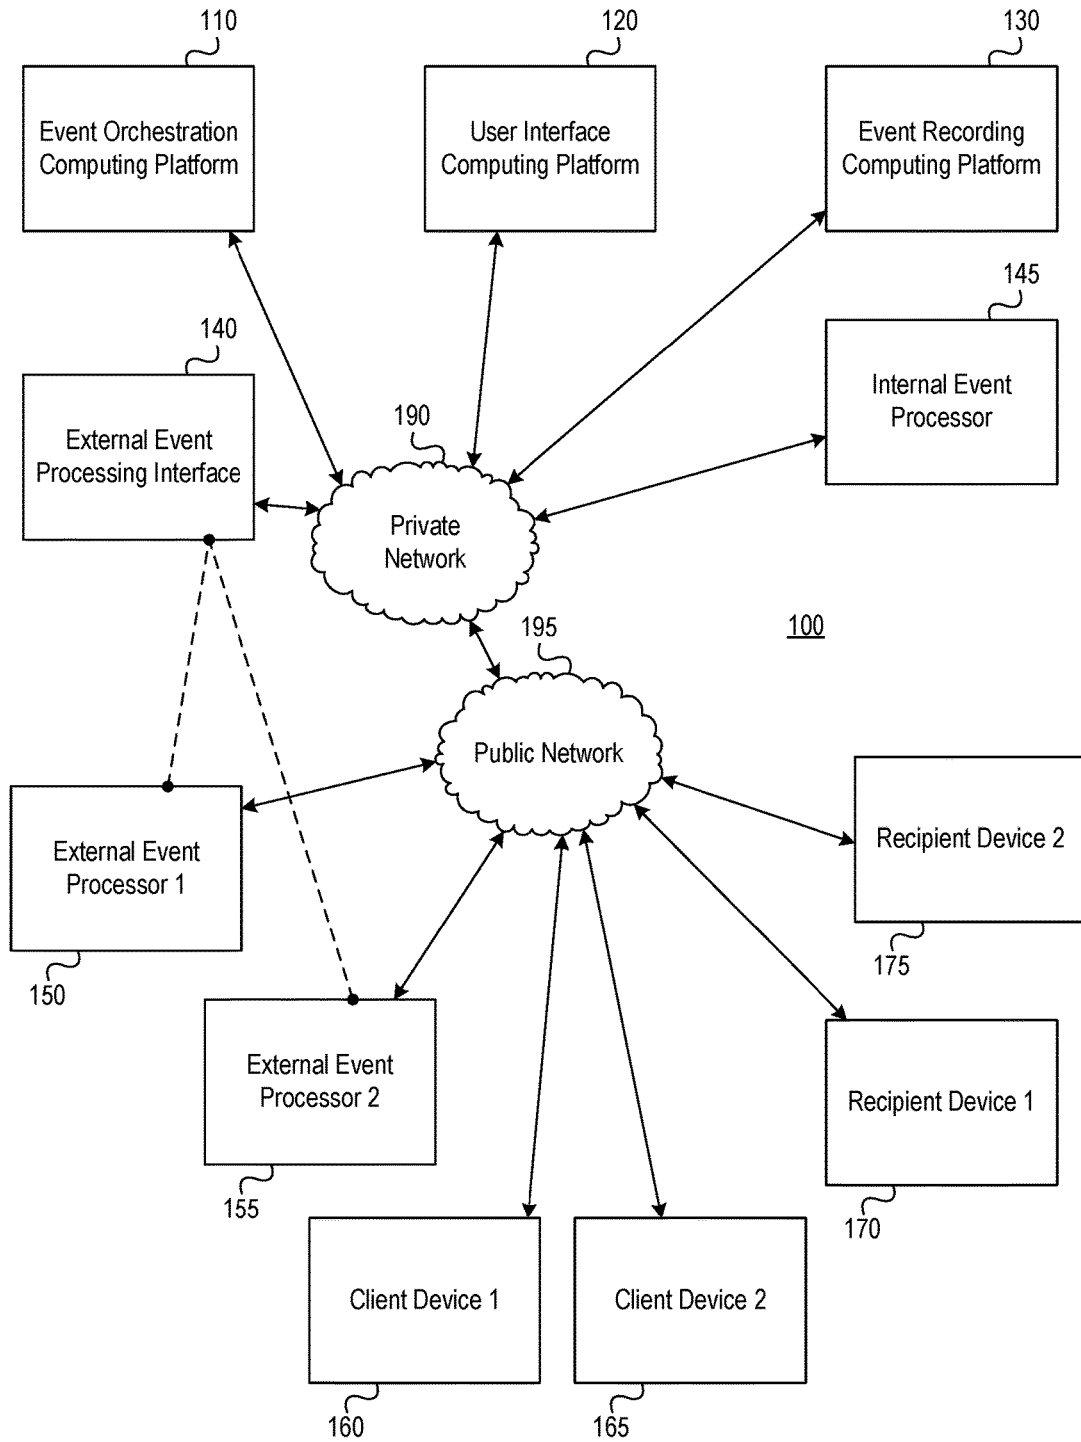 110
120
130
Event Orchestration
Computing Platform
User Interface
Computing Platform
Event Recording
Computing Platform
145
140
Internal Event
Processor
External Event
Processing Interface
190
Private
Network
100
195
Public Network
External Event
Processor 1
Recipient Device 2
150
175
External Event
Processor 2
Recipient Device 1
155
170
Client Device 1
Client Device 2
160
165